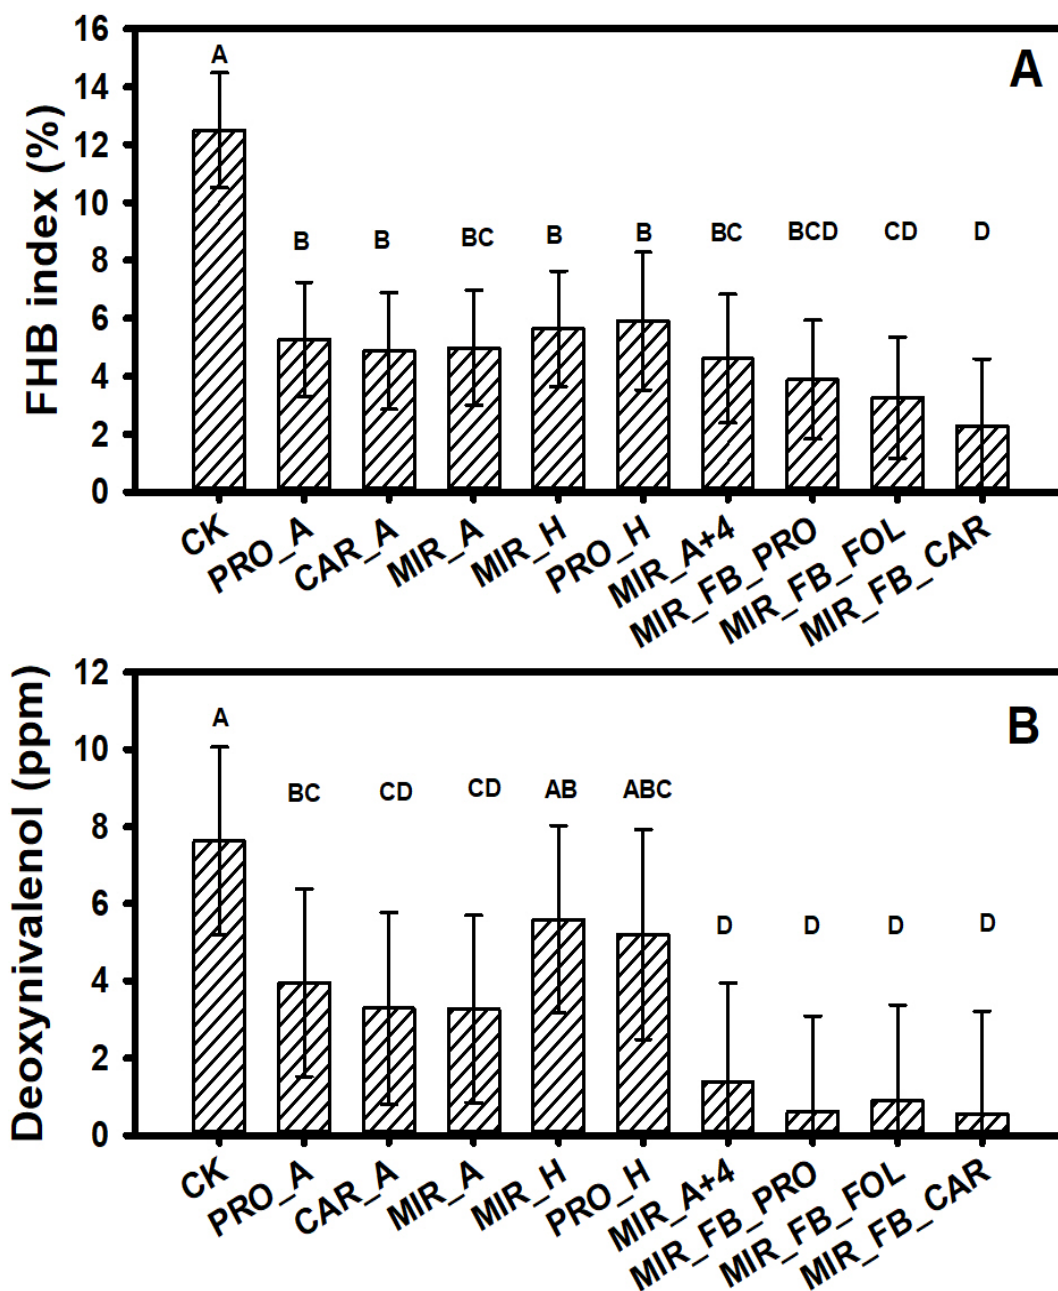 A
FHB index (%)
16
14
12
10
8
6
4
2
0
A
B
B
BC
B
B
BC
BCD
CD
D
CK
PRO_A
CAR_A
MIR_A
MIR_H
PRO_H
MIR_A+4
MIR_FB_PRO
MIR_FB_FOL
MIR_FB_CAR
B
Deoxynivalenol (ppm)
12
10
8
6
4
2
0
A
BC
CD
CD
AB
ABC
D
D
D
D
CK
PRO_A
CAR_A
MIR_A
MIR_H
PRO_H
MIR_A+4
MIR_FB_PRO
MIR_FB_FOL
MIR_FB_CAR